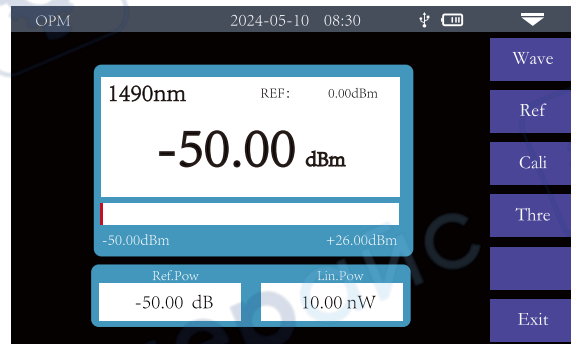 OPM 2024-05-10 08:30
Wave
1490nm REF: 0.00dBm
Ref
-50.00 dBm
Cali
Thre
-50.00dBm +26.00dBm
Ref.Pow Lin.Pow
-50.00 dB 10.00 nW
Exit